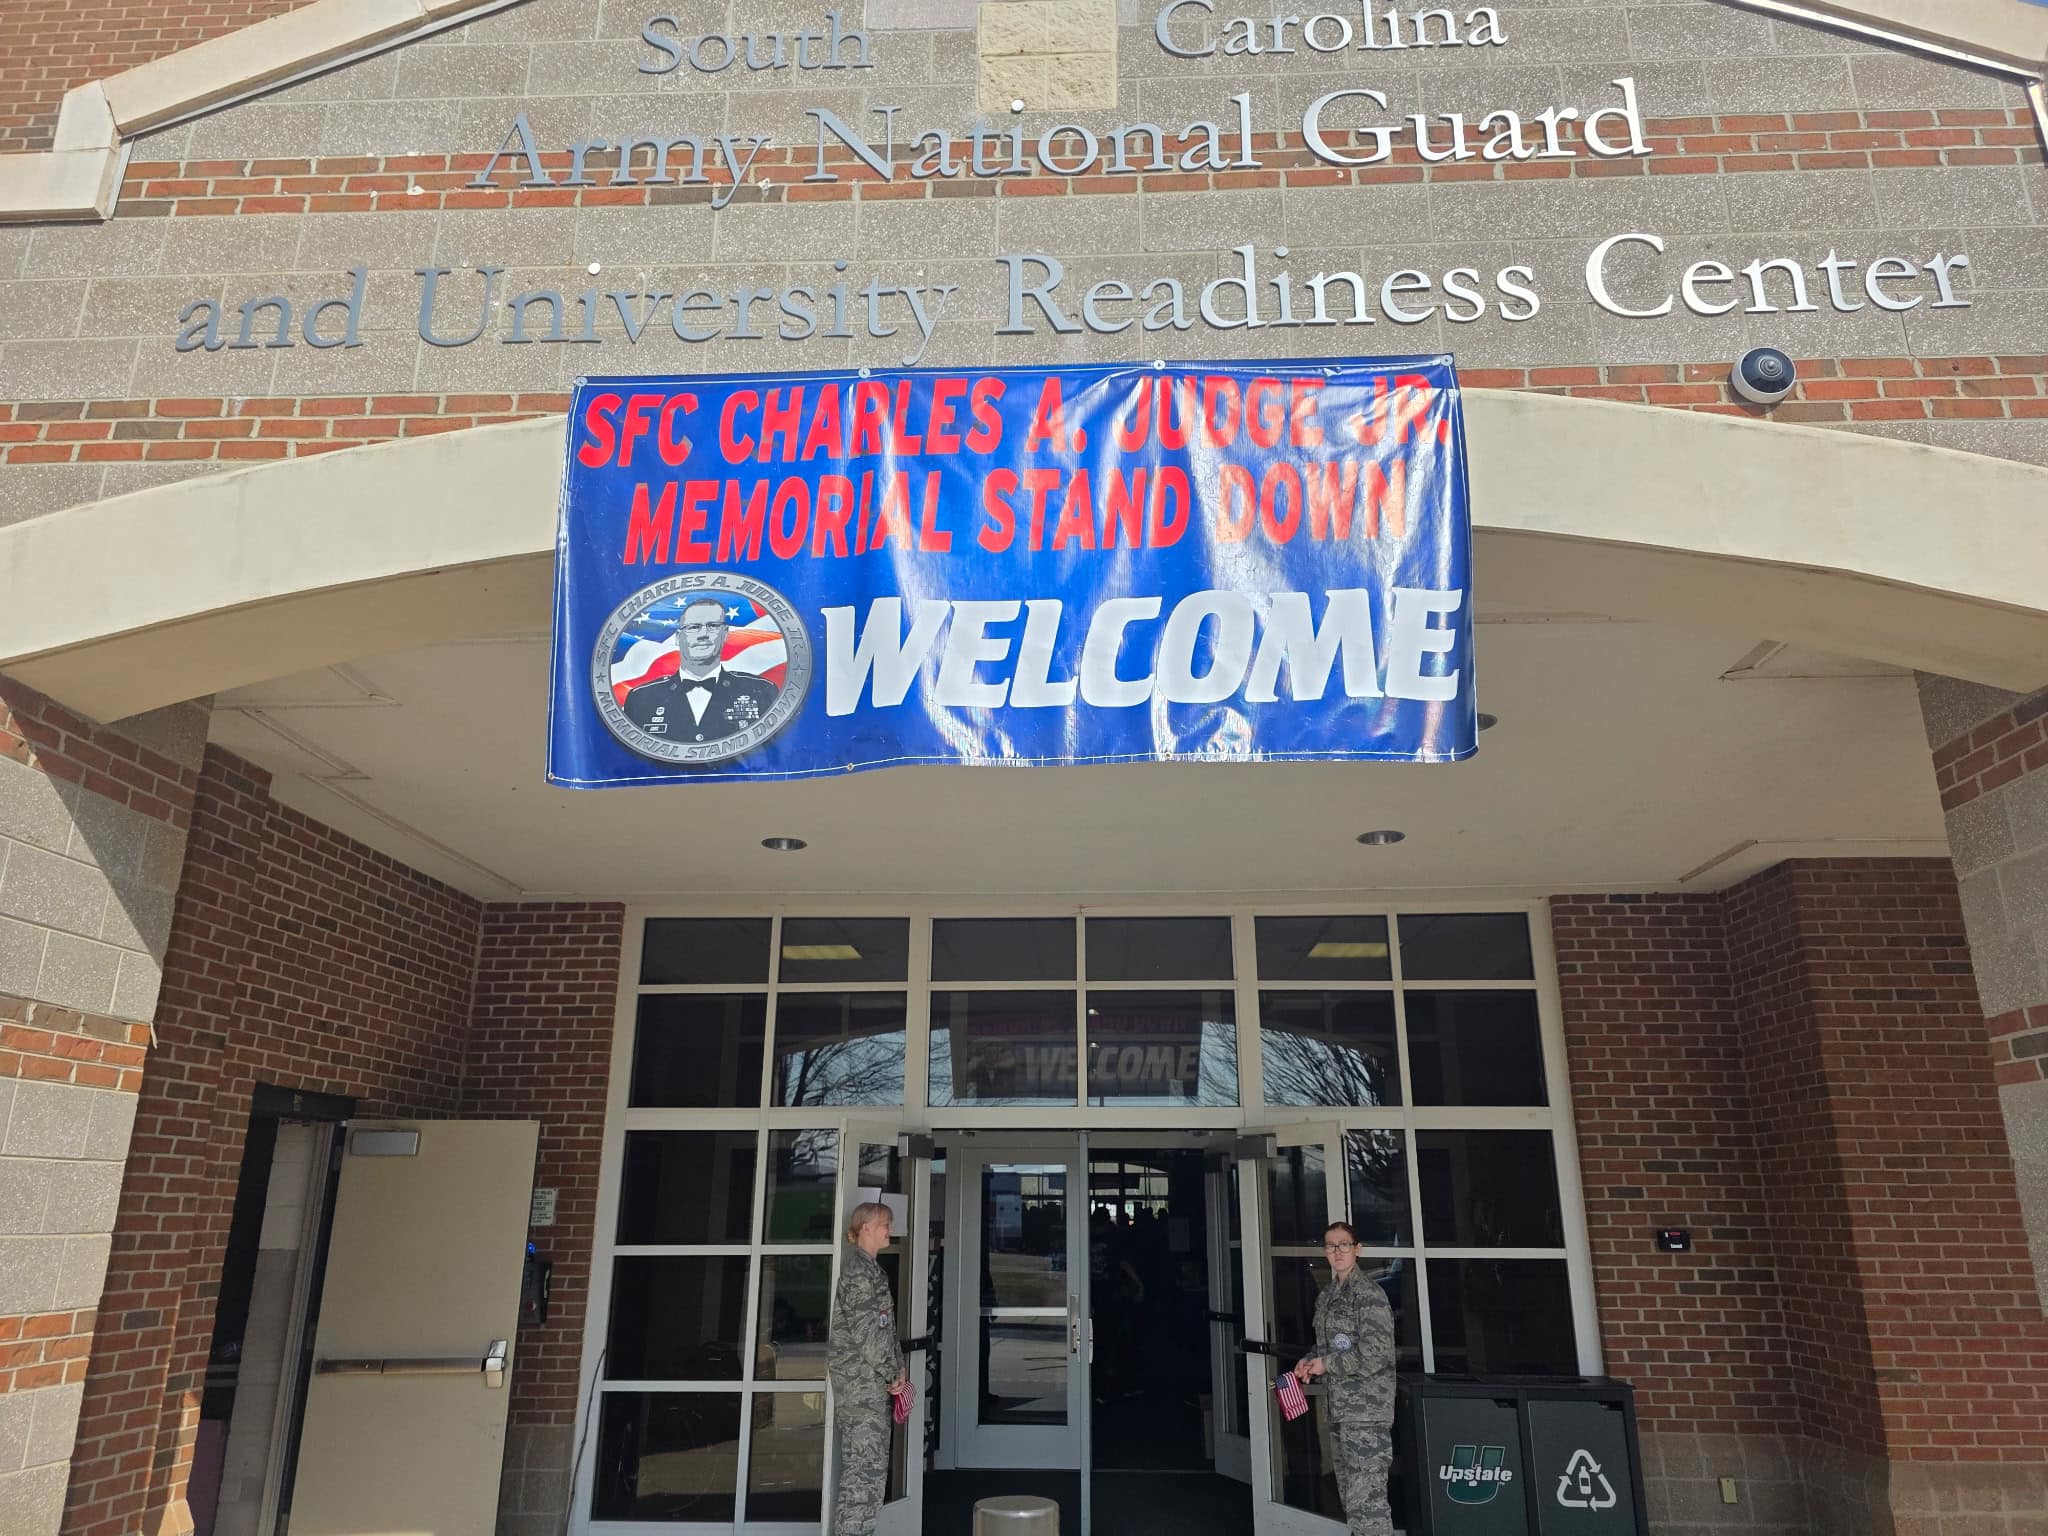 South Carolina
Army National Guard
and University Readiness Center
SFC CHARLES A. JUDGE JR.
MEMORIAL STAND DOWN
WELCOME
SFC CHARLES A. JUDGE JR.
MEMORIAL STAND DOWN
WELCOME
U
Upstate